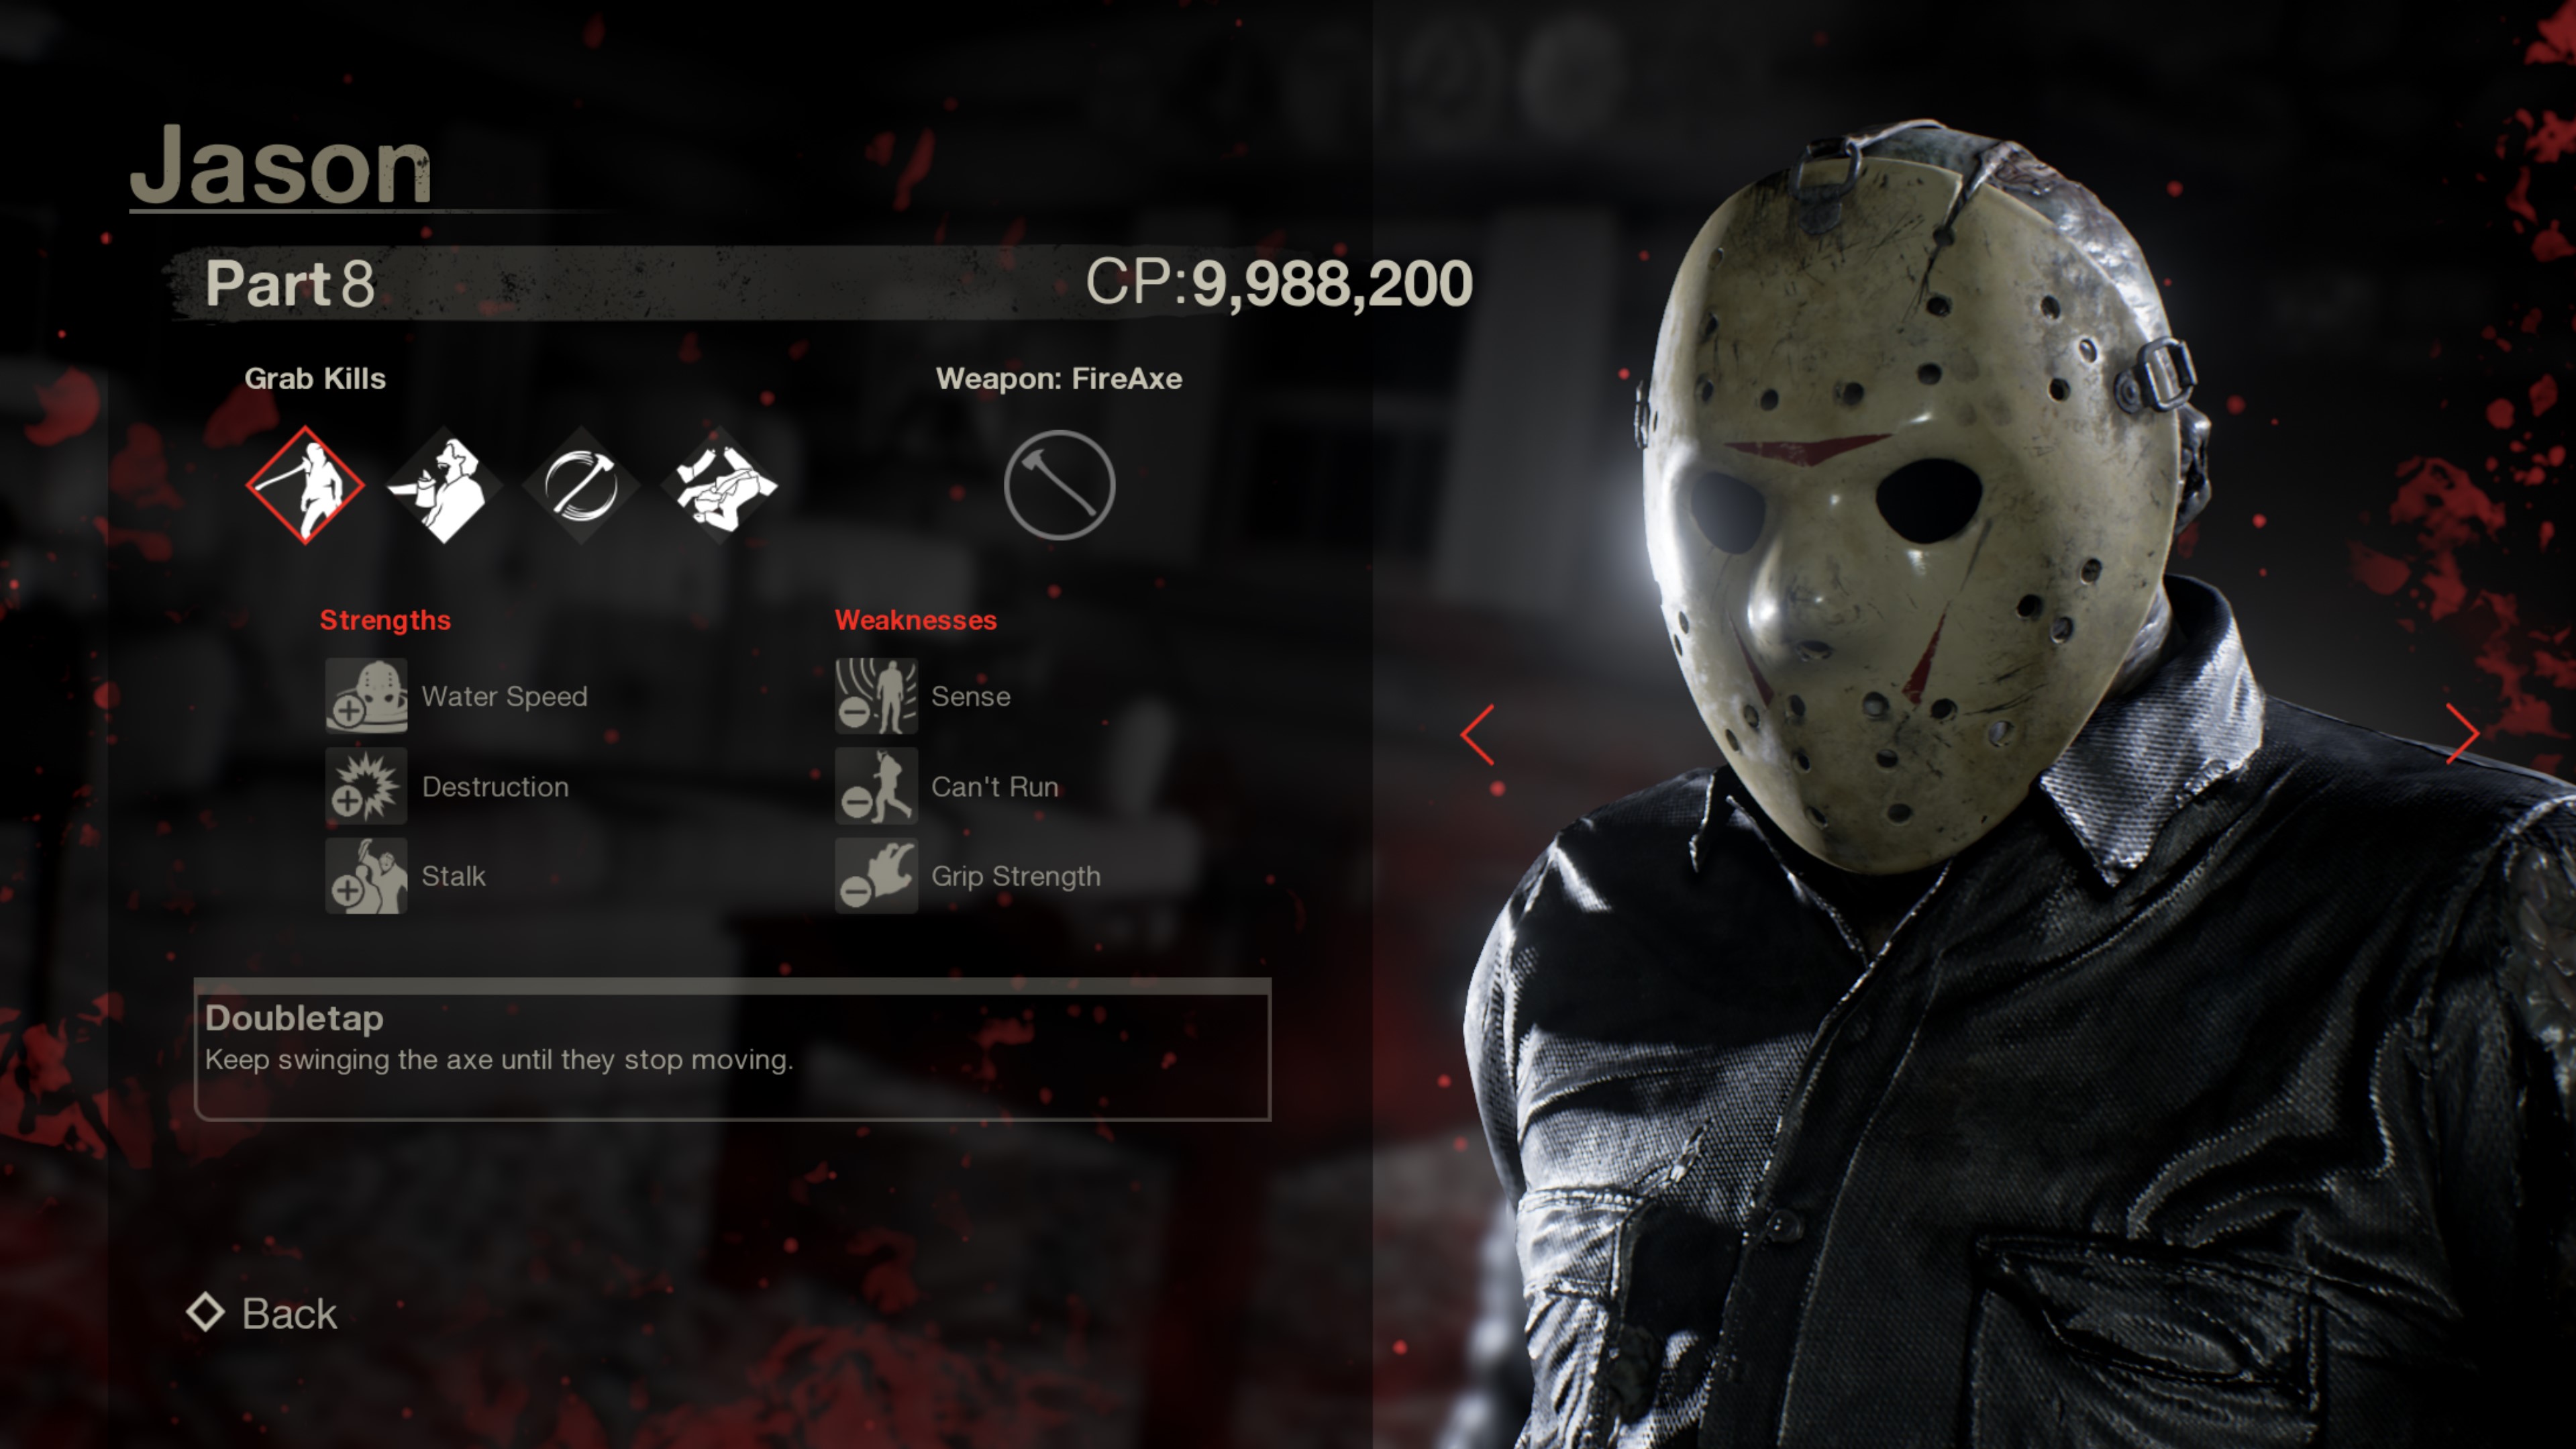 Jason
Part 8
CP:9,988,200
Grab Kills
Weapon: FireAxe
Strengths
Weaknesses
Water Speed
Sense
Destruction
Can't Run
Stalk
Grip Strength
Doubletap
Keep swinging the axe until they stop moving.
Back